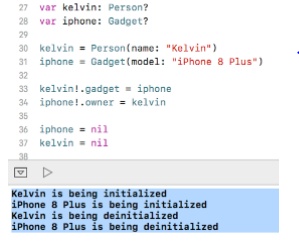 27 var kelvin: Person?
28 var iphone: Gadget?
29
30 kelvin = Person(name: "Kelvin")
31 iphone = Gadget(model: "iPhone 8 Plus")
32
33 kelvin!.gadget = iphone
34 iphone!.owner = kelvin
35
36 iphone = nil
37 kelvin = nil
38
Kelvin is being initialized
iPhone 8 Plus is being initialized
Kelvin is being deinitialized
iPhone 8 Plus is being deinitialized